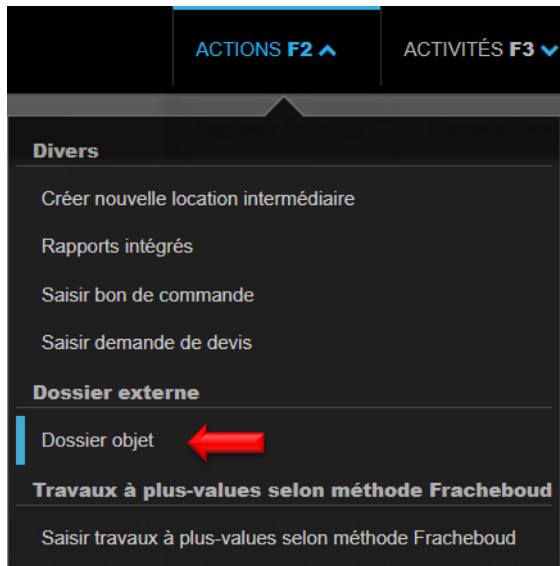 ACTIONS F2
ACTIVITÉS F3
Divers
Créer nouvelle location intermédiaire
Rapports intégrés
Saisir bon de commande
Saisir demande de devis
Dossier externe
Dossier objet
Travaux à plus-values selon méthode Fracheboud
Saisir travaux à plus-values selon méthode Fracheboud